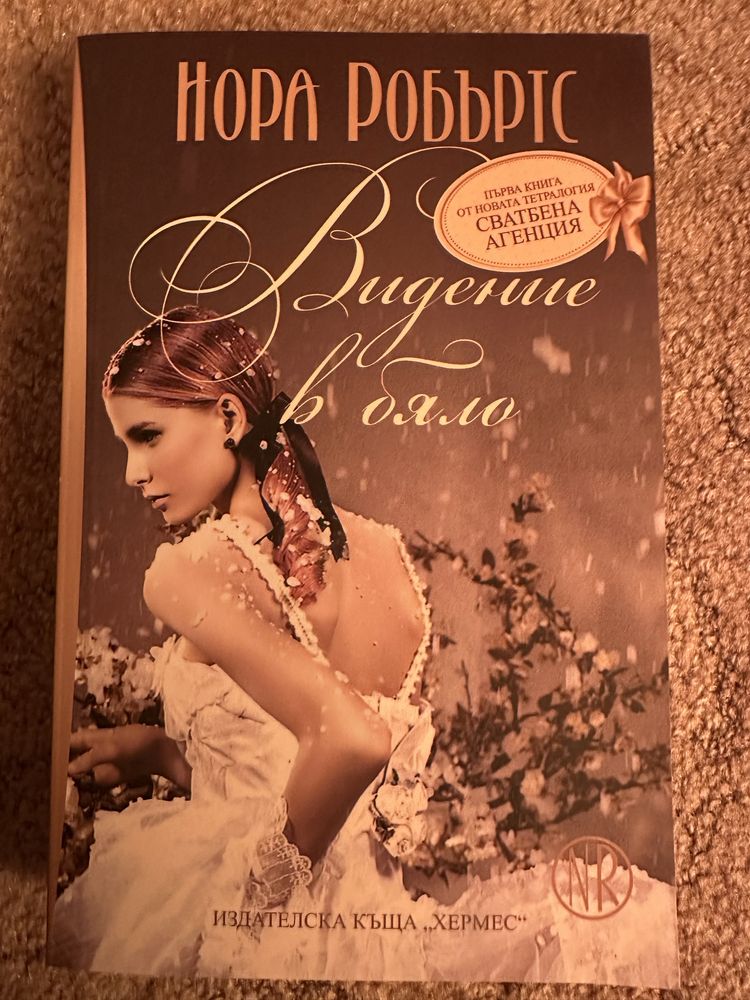 НОРА РОБЪРТС
ПЪРВА КНИГА
ОТ НОВАТА ТЕТРАЛОГИЯ
СВАТБЕНА
АГЕНЦИЯ
Видение
в бяло
NR
ИЗДАТЕЛСКА КЪЩА „ХЕРМЕС“